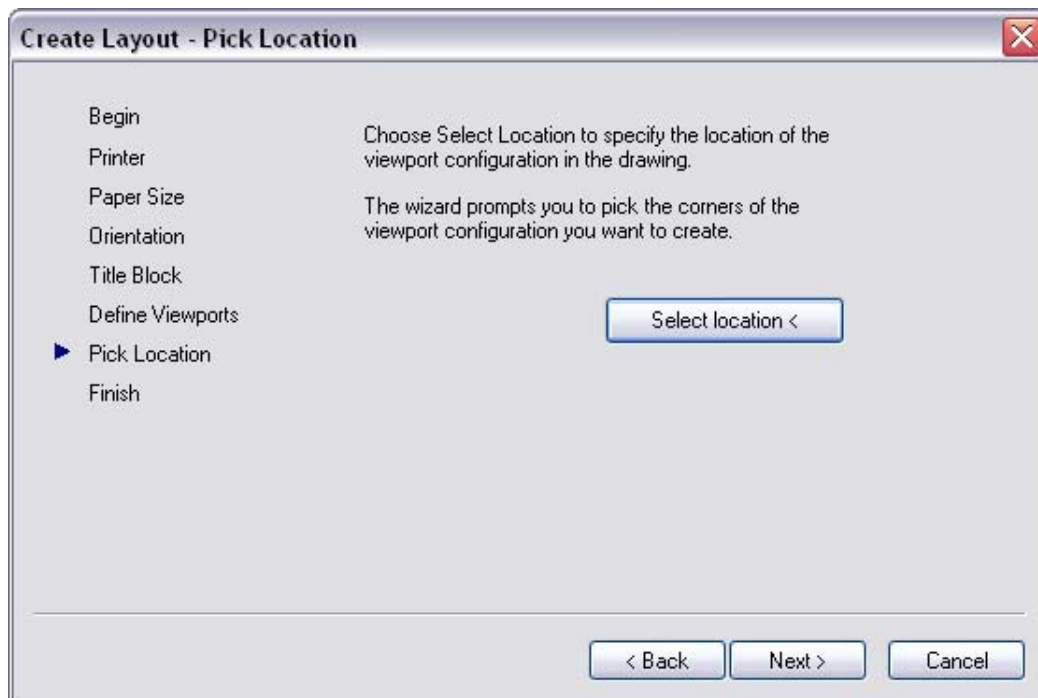 Create Layout - Pick Location
Begin
Printer
Paper Size
Orientation
Title Block
Define Viewports
Pick Location
Finish
Choose Select Location to specify the location of the
viewport configuration in the drawing.
The wizard prompts you to pick the corners of the
viewport configuration you want to create.
Select location <
< Back
Next >
Cancel